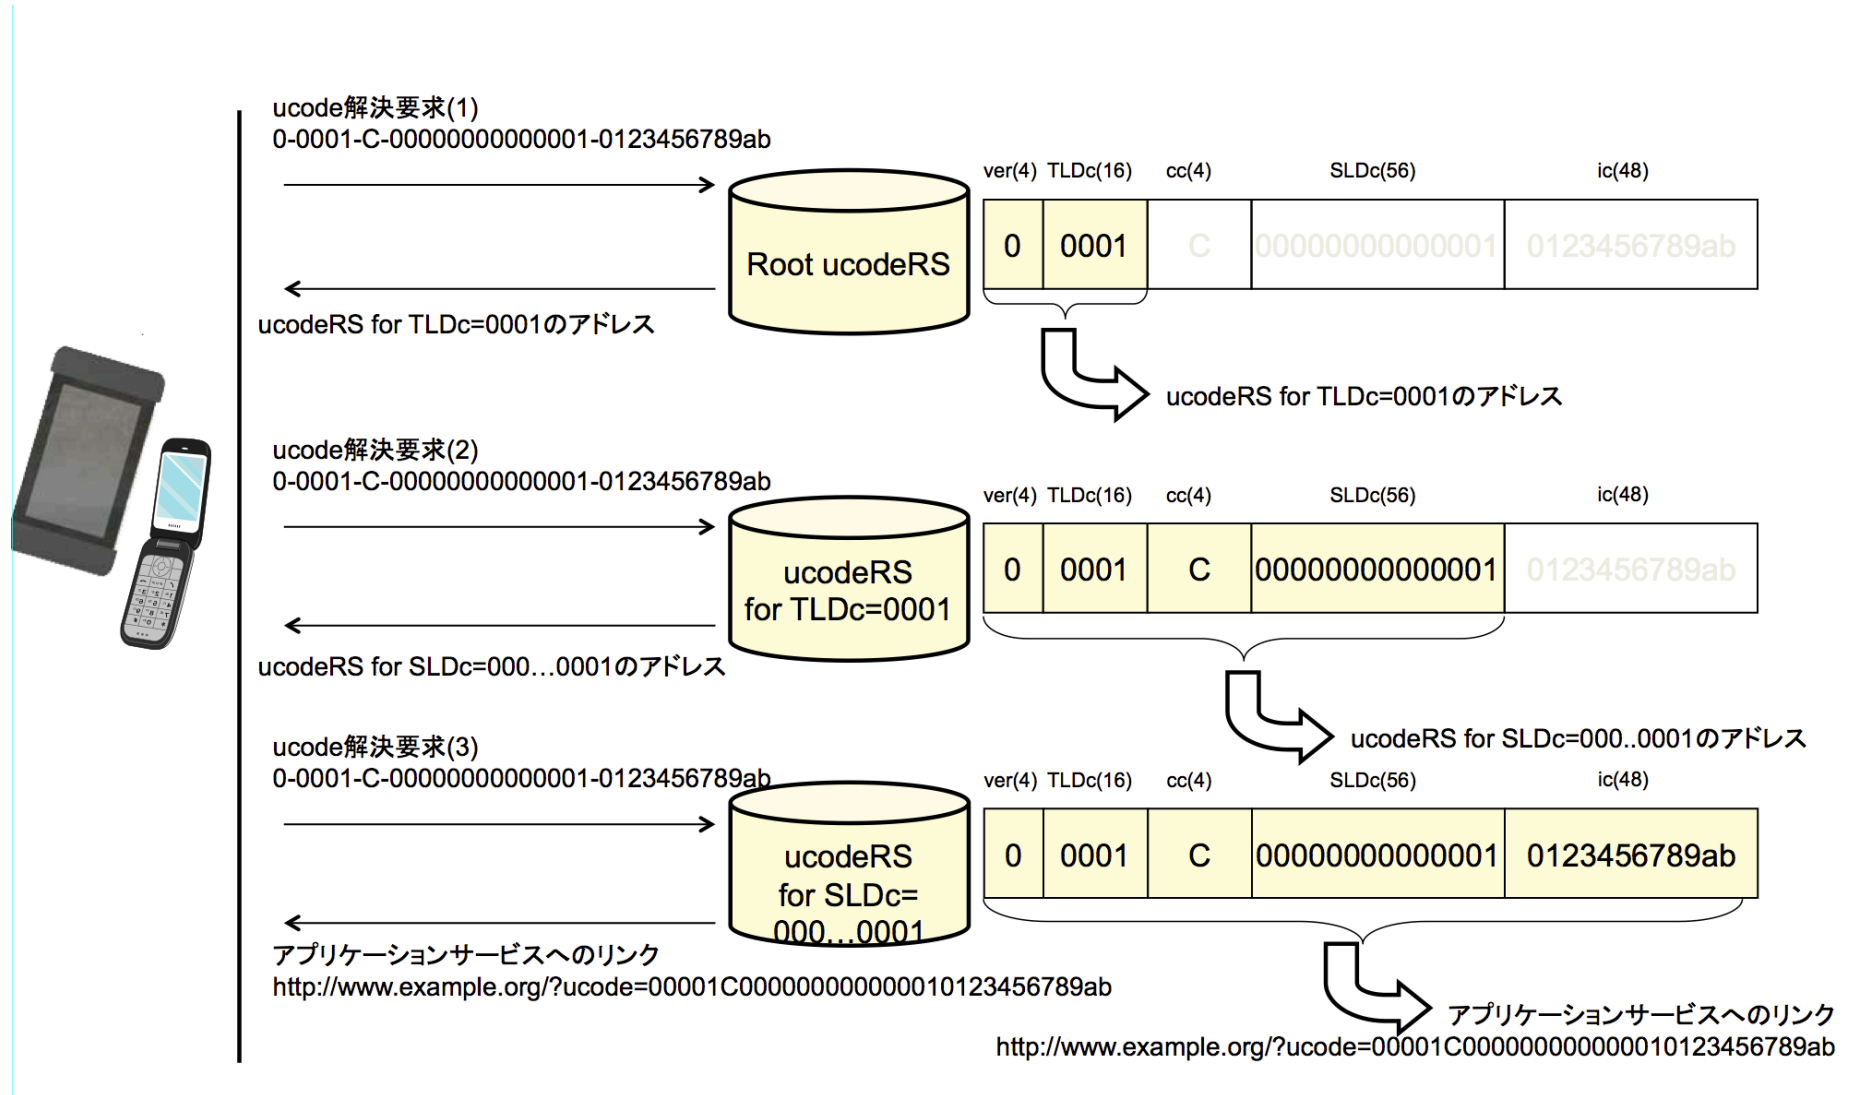 ucode解決要求(1)
0-0001-C-00000000000001-0123456789ab
Root ucodeRS
ucodeRS for TLDc=0001のアドレス
ver(4) TLDc(16) cc(4) SLDc(56) ic(48)
0 0001 C 00000000000001 0123456789ab
ucodeRS for TLDc=0001のアドレス
ucode解決要求(2)
0-0001-C-00000000000001-0123456789ab
ucodeRS
for TLDc=0001
ucodeRS for SLDc=000…0001のアドレス
ver(4) TLDc(16) cc(4) SLDc(56) ic(48)
0 0001 C 00000000000001 0123456789ab
ucodeRS for SLDc=000..0001のアドレス
ucode解決要求(3)
0-0001-C-00000000000001-0123456789ab
ucodeRS
for SLDc=
000…0001
アプリケーションサービスへのリンク
http://www.example.org/?ucode=00001C000000000000010123456789ab
ver(4) TLDc(16) cc(4) SLDc(56) ic(48)
0 0001 C 00000000000001 0123456789ab
アプリケーションサービスへのリンク
http://www.example.org/?ucode=00001C000000000000010123456789ab